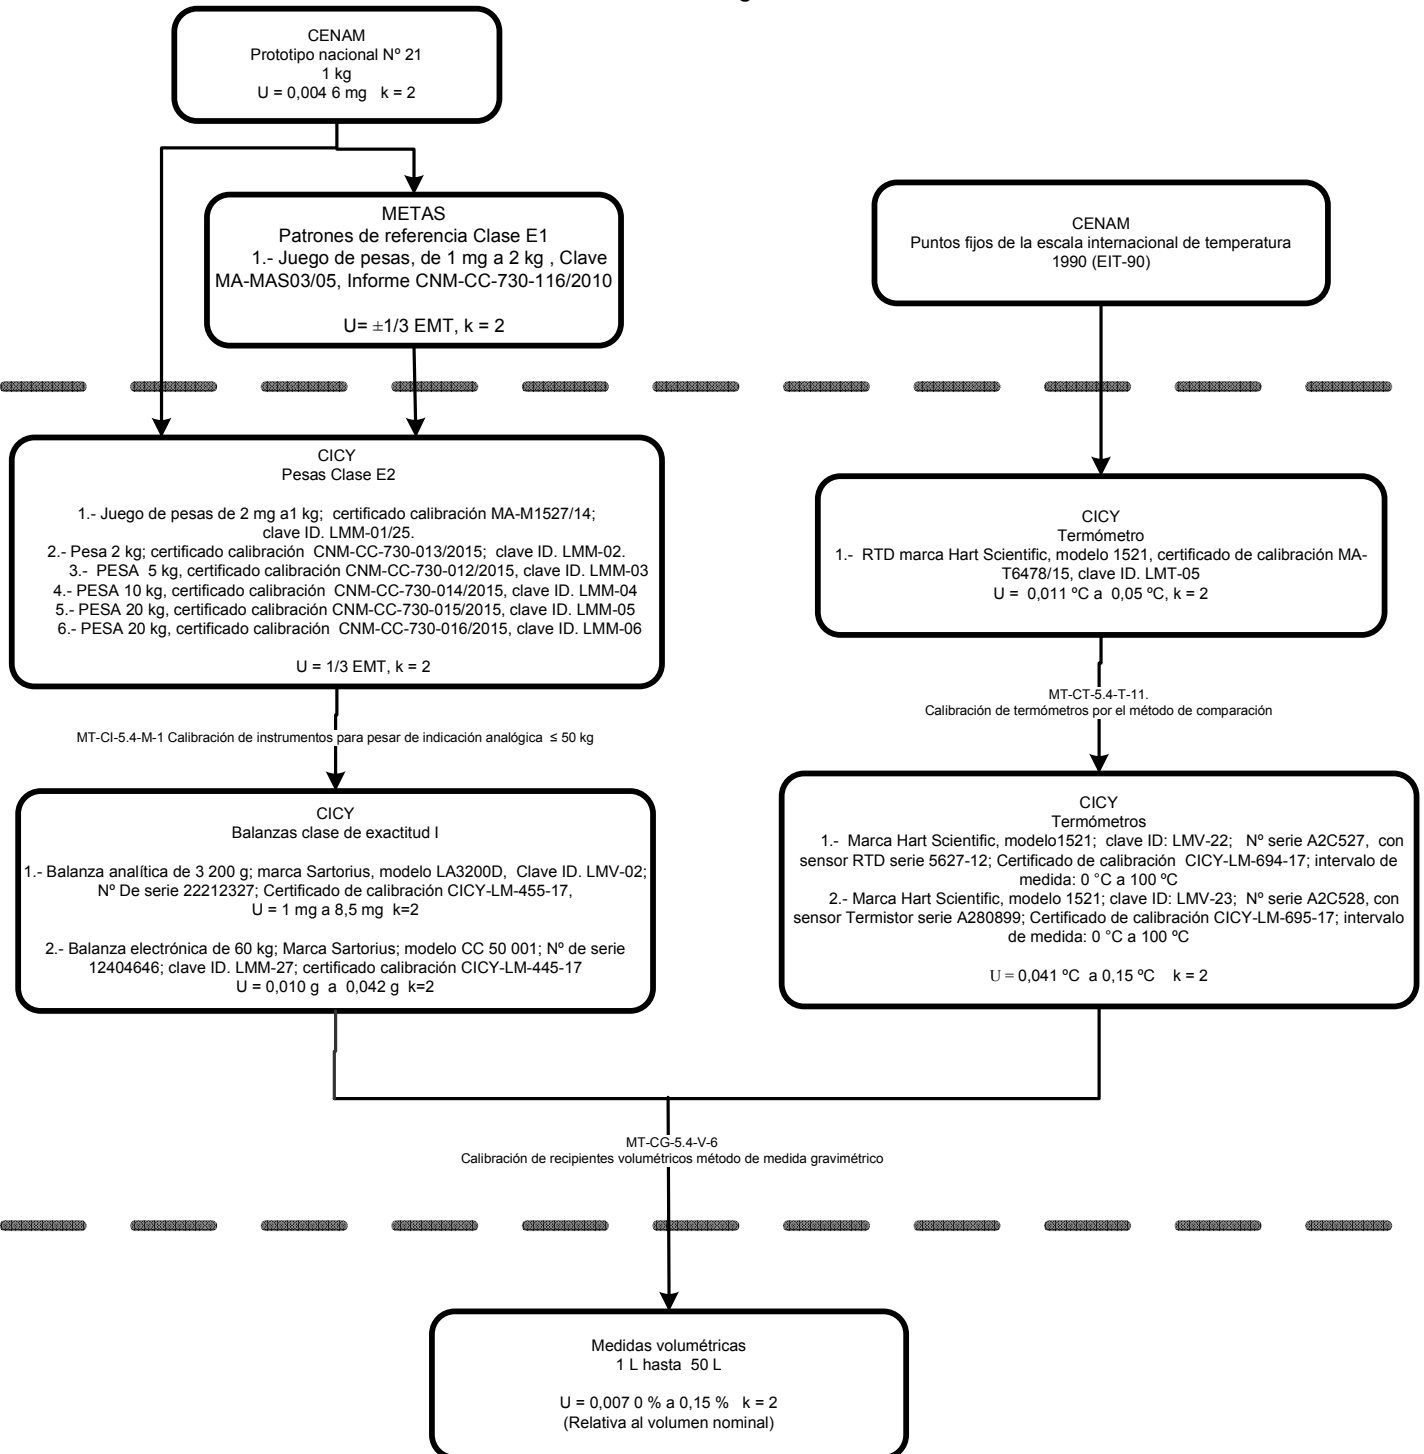 CENAM
Prototipo nacional Nº 21
1 kg
U = 0,004 6 mg k = 2
METAS
Patrones de referencia Clase E1
1.- Juego de pesas, de 1 mg a 2 kg , Clave
MA-MAS03/05, Informe CNM-CC-730-116/2010
U= ±1/3 EMT, k = 2
CENAM
Puntos fijos de la escala internacional de temperatura
1990 (EIT-90)
CICY
Pesas Clase E2
1.- Juego de pesas de 2 mg a1 kg; certificado calibración MA-M1527/14;
clave ID. LMM-01/25.
2.- Pesa 2 kg; certificado calibración CNM-CC-730-013/2015; clave ID. LMM-02.
3.- PESA 5 kg, certificado calibración CNM-CC-730-012/2015, clave ID. LMM-03
4.- PESA 10 kg, certificado calibración CNM-CC-730-014/2015, clave ID. LMM-04
5.- PESA 20 kg, certificado calibración CNM-CC-730-015/2015, clave ID. LMM-05
6.- PESA 20 kg, certificado calibración CNM-CC-730-016/2015, clave ID. LMM-06
U = 1/3 EMT, k = 2
CICY
Termómetro
1.- RTD marca Hart Scientific, modelo 1521, certificado de calibración MA-
T6478/15, clave ID. LMT-05
U = 0,011 ºC a 0,05 ºC, k = 2
MT-CI-5.4-M-1 Calibración de instrumentos para pesar de indicación analógica ≤ 50 kg
MT-CT-5.4-T-11.
Calibración de termómetros por el método de comparación
CICY
Balanzas clase de exactitud I
1.- Balanza analítica de 3 200 g; marca Sartorius, modelo LA3200D, Clave ID. LMV-02;
Nº De serie 22212327; Certificado de calibración CICY-LM-455-17,
U = 1 mg a 8,5 mg k=2
2.- Balanza electrónica de 60 kg; Marca Sartorius; modelo CC 50 001; Nº de serie
12404646; clave ID. LMM-27; certificado calibración CICY-LM-445-17
U = 0,010 g a 0,042 g k=2
CICY
Termómetros
1.- Marca Hart Scientific, modelo1521; clave ID: LMV-22; Nº serie A2C527, con
sensor RTD serie 5627-12; Certificado de calibración CICY-LM-694-17; intervalo de
medida: 0 °C a 100 ºC
2.- Marca Hart Scientific, modelo 1521; clave ID: LMV-23; Nº serie A2C528, con
sensor Termistor serie A280899; Certificado de calibración CICY-LM-695-17; intervalo
de medida: 0 °C a 100 ºC
U = 0,041 ºC a 0,15 ºC k = 2
MT-CG-5.4-V-6
Calibración de recipientes volumétricos método de medida gravimétrico
Medidas volumétricas
1 L hasta 50 L
U = 0,007 0 % a 0,15 % k = 2
(Relativa al volumen nominal)